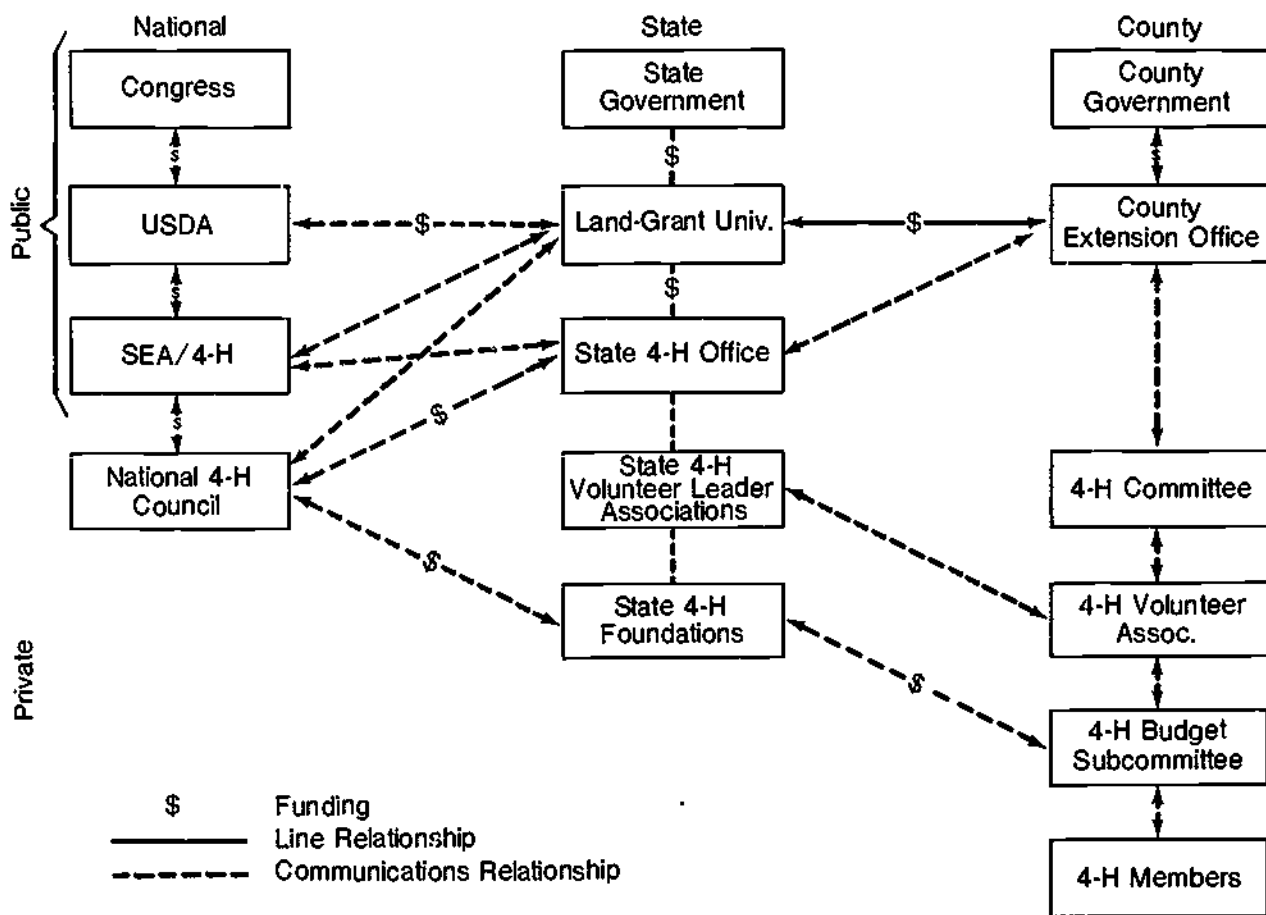 National
State
County
Public
Congress
State
Government
County
Government
$
$
$
USDA
$
Land-Grant Univ.
$
County
Extension Office
$
$
SEA/4-H
State 4-H Office
$
$
National 4-H
Council
State 4-H
Volunteer Leader
Associations
4-H Committee
$
State 4-H
Foundations
4-H Volunteer
Assoc.
Private
$
4-H Budget
Subcommittee
$ Funding
Line Relationship
Communications Relationship
4-H Members